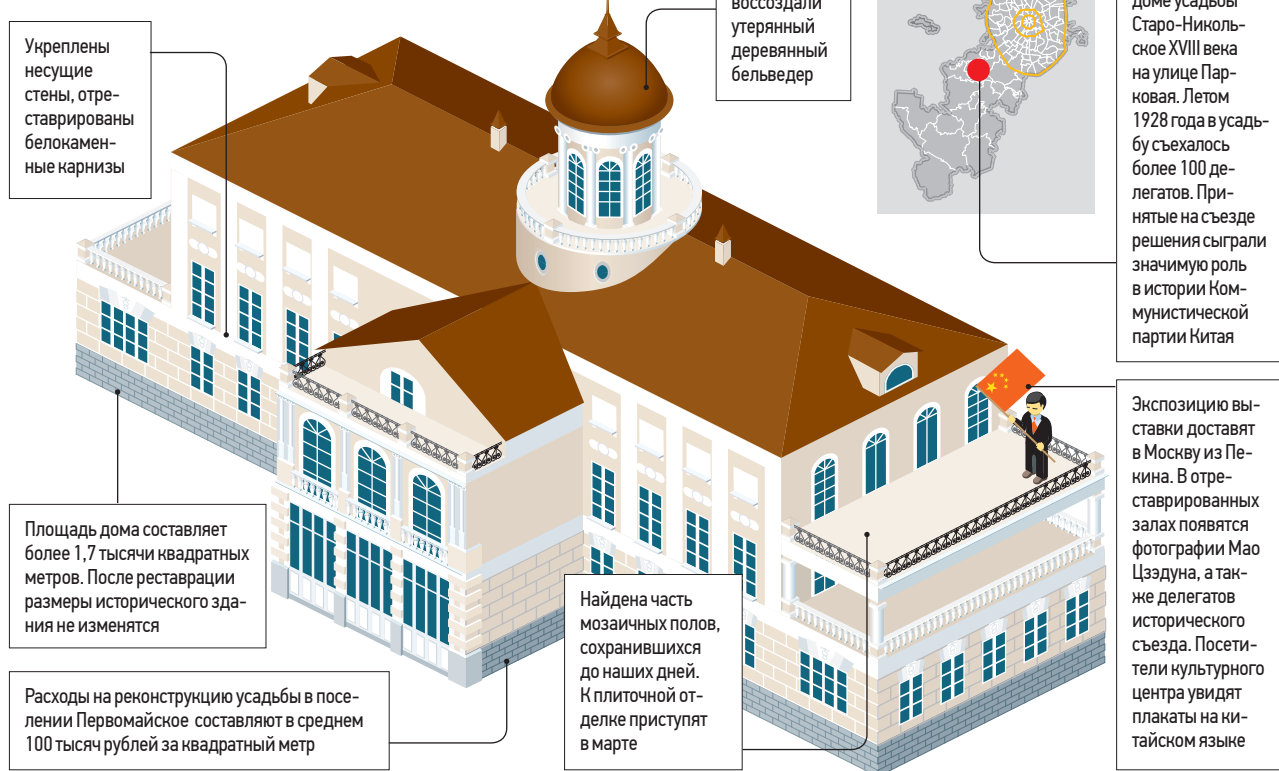 Укреплены
несущие
стены, отре-
ставрированы
белокамен-
ные карнизы
воссоздали
утерянный
деревянный
бельведер
доме усадьбы
Старо-Николь-
ское XVIII века
на улице Пар-
ковая. Летом
1928 года в усадь-
бу съехалось
более 100 де-
легатов. При-
нятые на съезде
решения сыграли
значимую роль
в истории Ком-
мунистической
партии Китая
Экспозицию вы-
ставки доставят
в Москву из Пе-
кина. В отре-
ставрированных
залах появятся
фотографии Мао
Цзэдуна, а так-
же делегатов
исторического
съезда. Посети-
тели культурного
центра увидят
плакаты на ки-
тайском языке
Площадь дома составляет
более 1,7 тысячи квадратных
метров. После реставрации
размеры исторического зда-
ния не изменятся
Найдена часть
мозаичных полов,
сохранившихся
до наших дней.
К плиточной от-
делке приступят
в марте
Расходы на реконструкцию усадьбы в посе-
лении Первомайское составляют в среднем
100 тысяч рублей за квадратный метр